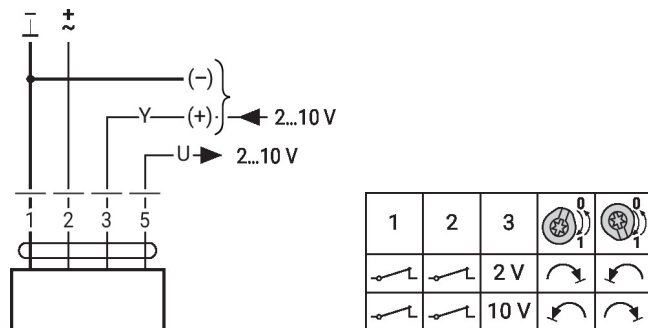 ⊥ +
− ~
(−)
Y (+) 2...10 V
U 2...10 V
1 2 3 5
1 2 3 0 1 0 1
2 V
10 V